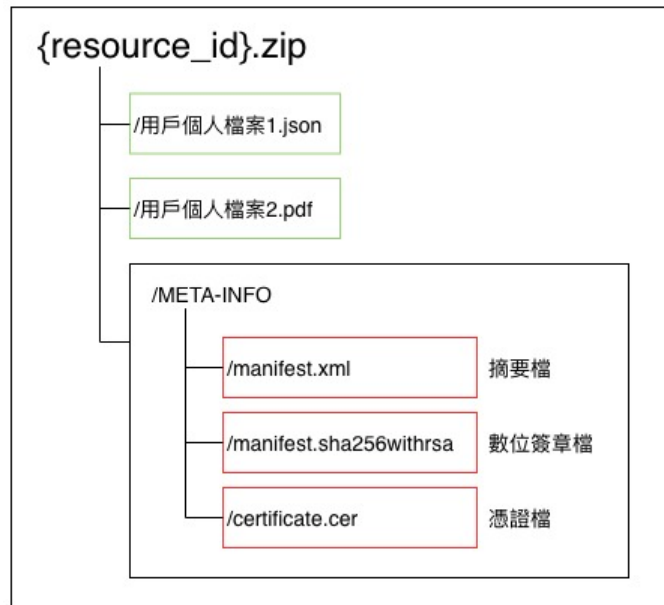 {resource_id}.zip
/用戶個人檔案1.json
/用戶個人檔案2.pdf
/META-INFO
/manifest.xml 摘要檔
/manifest.sha256withrsa 數位簽章檔
/certificate.cer 憑證檔